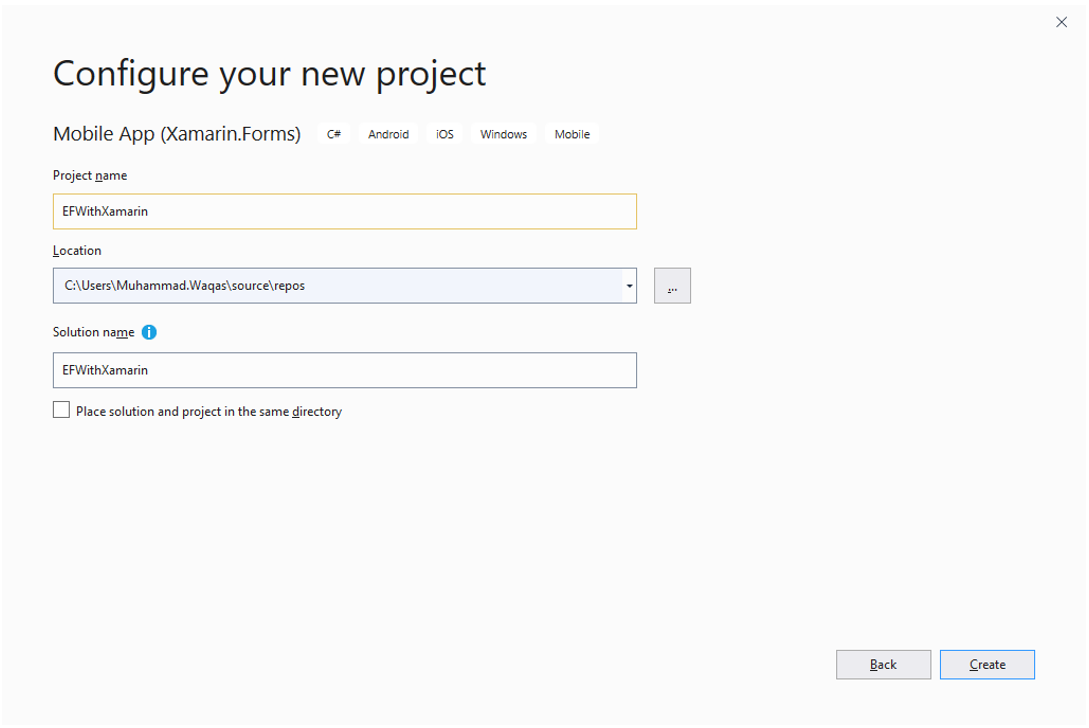 Configure your new project
Mobile App (Xamarin.Forms) C# Android iOS Windows Mobile
Project name
EFWithXamarin
Location
C:\Users\Muhammad.Waqas\source\repos
...
Solution name
EFWithXamarin
Place solution and project in the same directory
Back Create